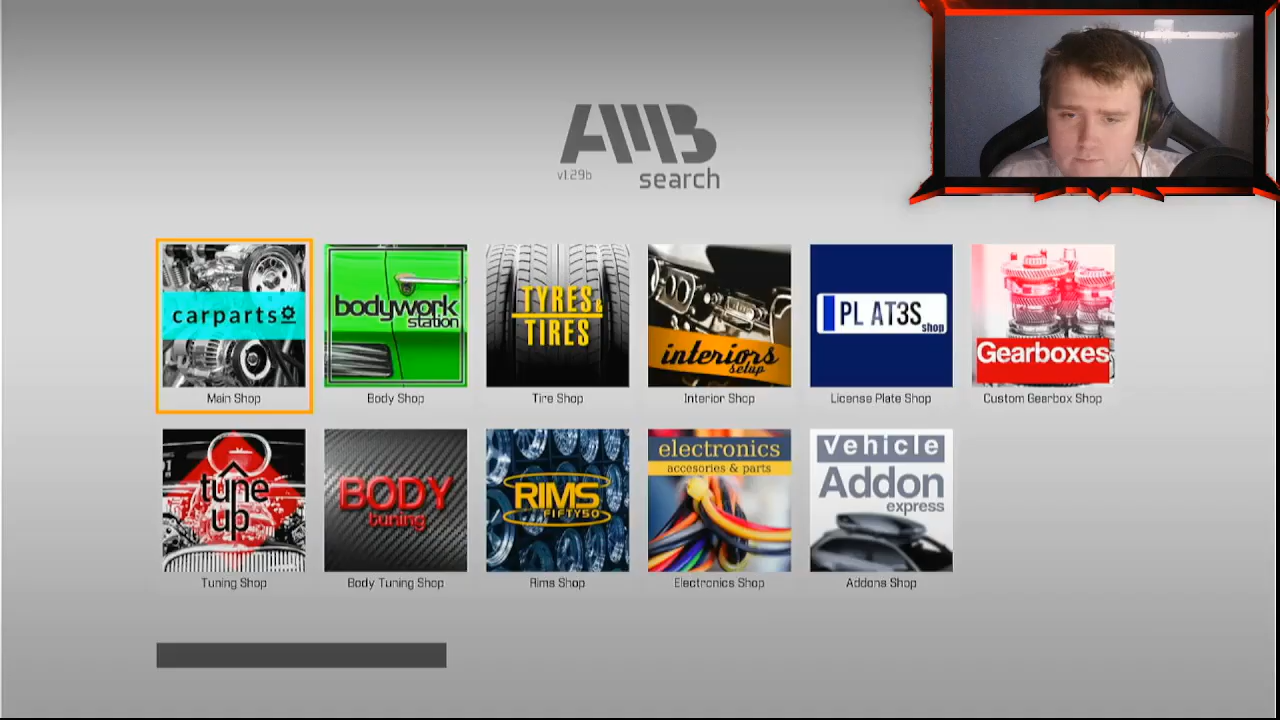 AMB
v1.29b
search
carparts
bodywork
station
TYRES &
TIRES
interiors
setup
PL AT3S
shop
Gearboxes
Main Shop
Body Shop
Tire Shop
Interior Shop
License Plate Shop
Custom Gearbox Shop
tune
up
BODY
tuning
RIMS
FIFTY50
electronics
accesories & parts
vehicle
Addon
express
Tuning Shop
Body Tuning Shop
Rims Shop
Electronics Shop
Addons Shop